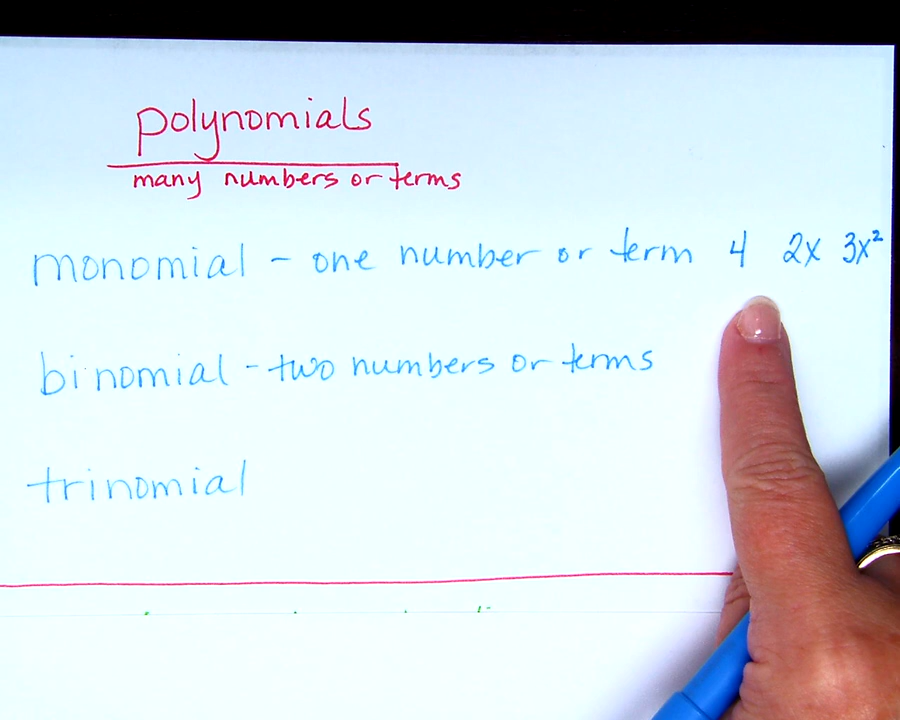 polynomials
many numbers or terms
monomial - one number or term 4 2x 3x²
binomial - two numbers or terms
trinomial